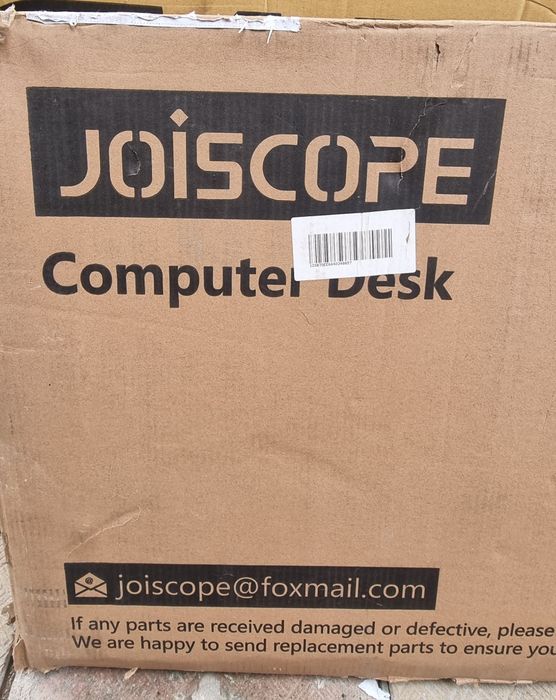 JOISCOPE
Computer Desk
joiscope@foxmail.com
If any parts are received damaged or defective, please
We are happy to send replacement parts to ensure you